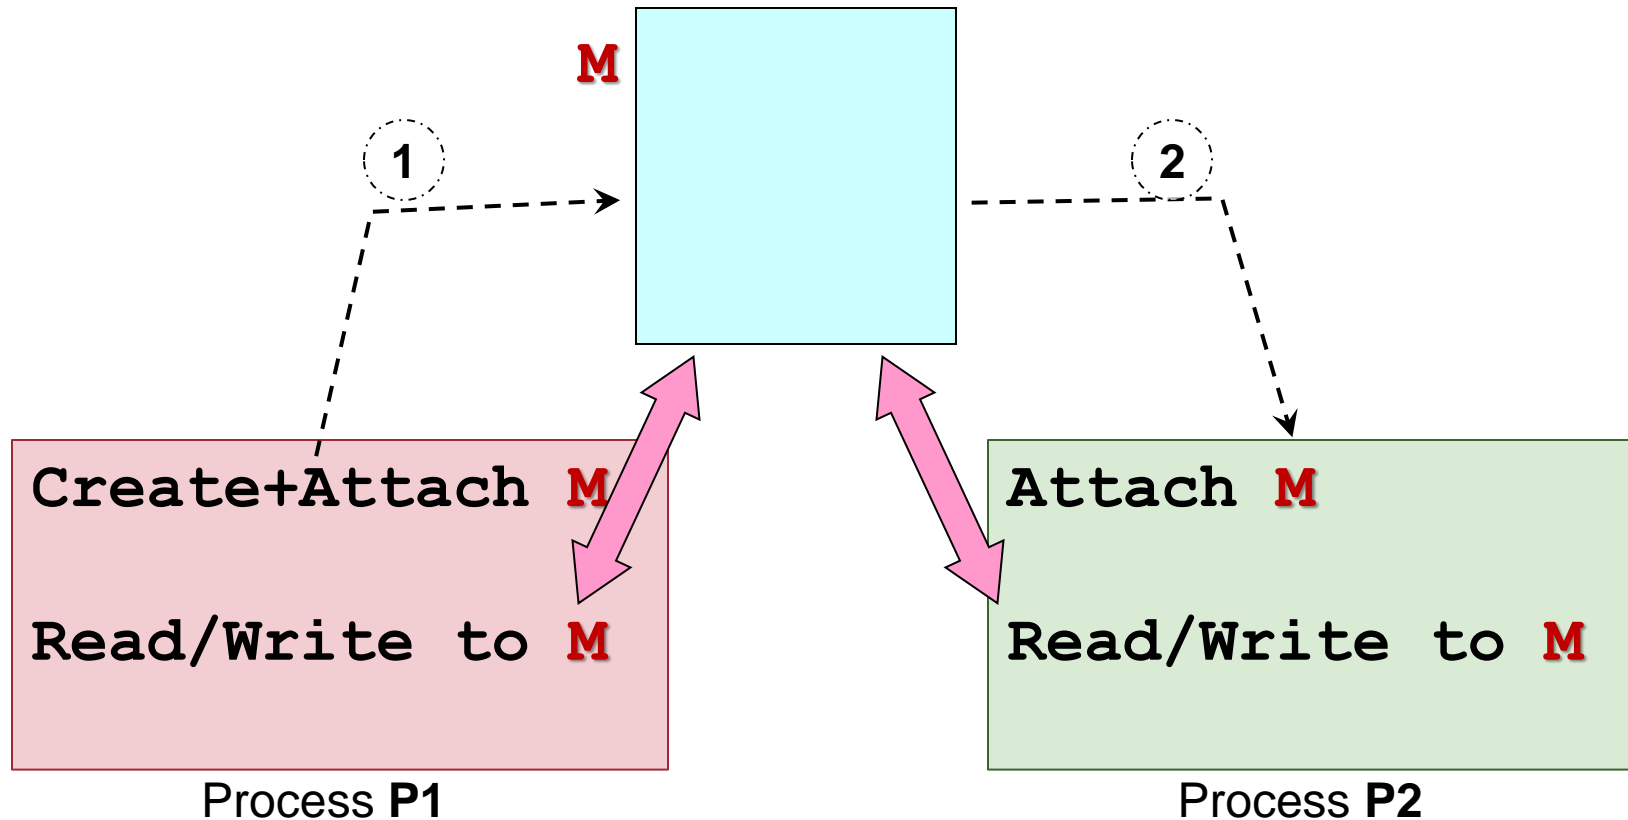 M
1
2
Create+Attach M
Read/Write to M
Process P1
Attach M
Read/Write to M
Process P2